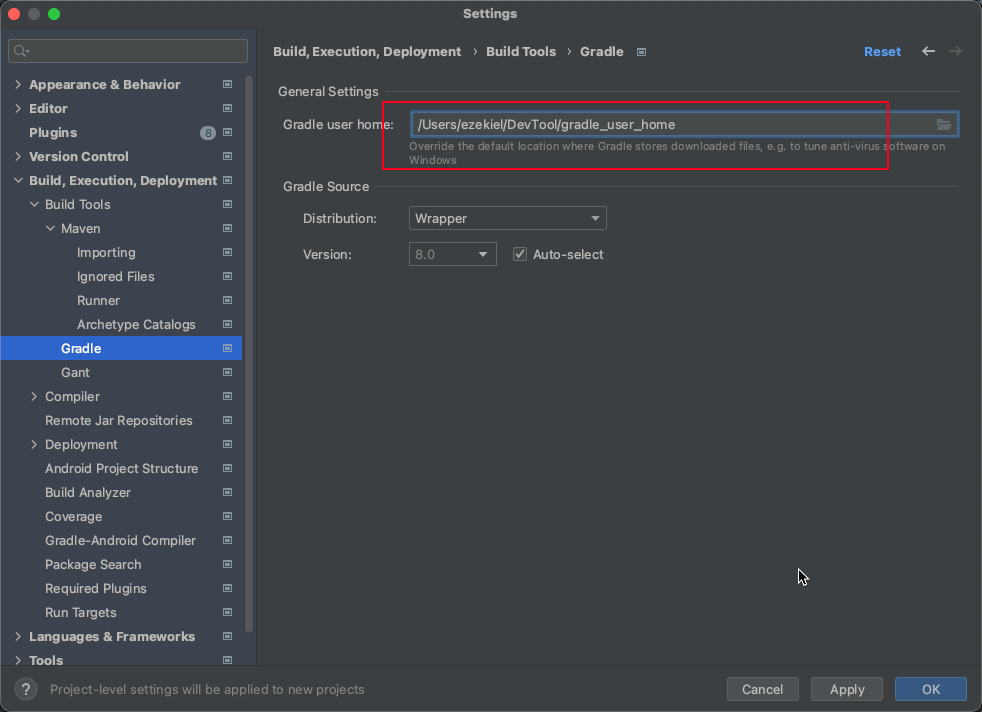 Settings
Build, Execution, Deployment › Build Tools › Gradle
Reset
Appearance & Behavior
Editor
Plugins 8
Version Control
Build, Execution, Deployment
Build Tools
Maven
Importing
Ignored Files
Runner
Archetype Catalogs
Gradle
Gant
Compiler
Remote Jar Repositories
Deployment
Android Project Structure
Build Analyzer
Coverage
Gradle-Android Compiler
Package Search
Required Plugins
Run Targets
Languages & Frameworks
Tools
General Settings
Gradle user home: /Users/ezekiel/DevTool/gradle_user_home
Override the default location where Gradle stores downloaded files, e.g. to tune anti-virus software on
Windows
Gradle Source
Distribution: Wrapper
Version: 8.0 Auto-select
? Project-level settings will be applied to new projects
Cancel Apply OK